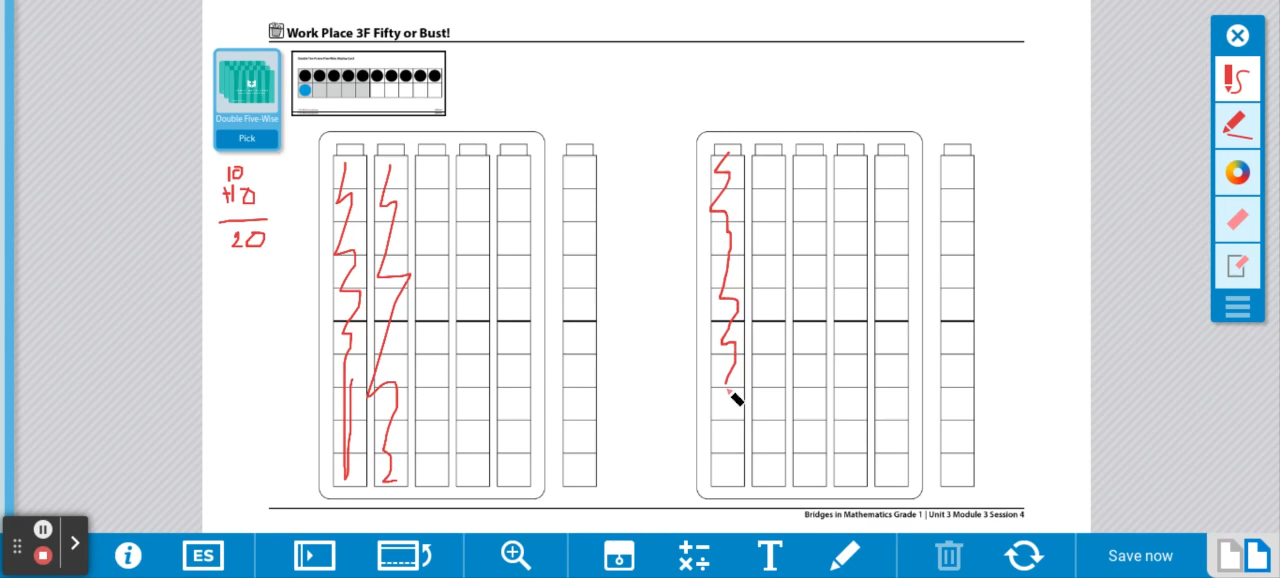 Work Place 3F Fifty or Bust!
Double Five-Wise
Pick
10
+10
20
Bridges in Mathematics Grade 1 | Unit 3 Module 3 Session 4
ES
T
Save now